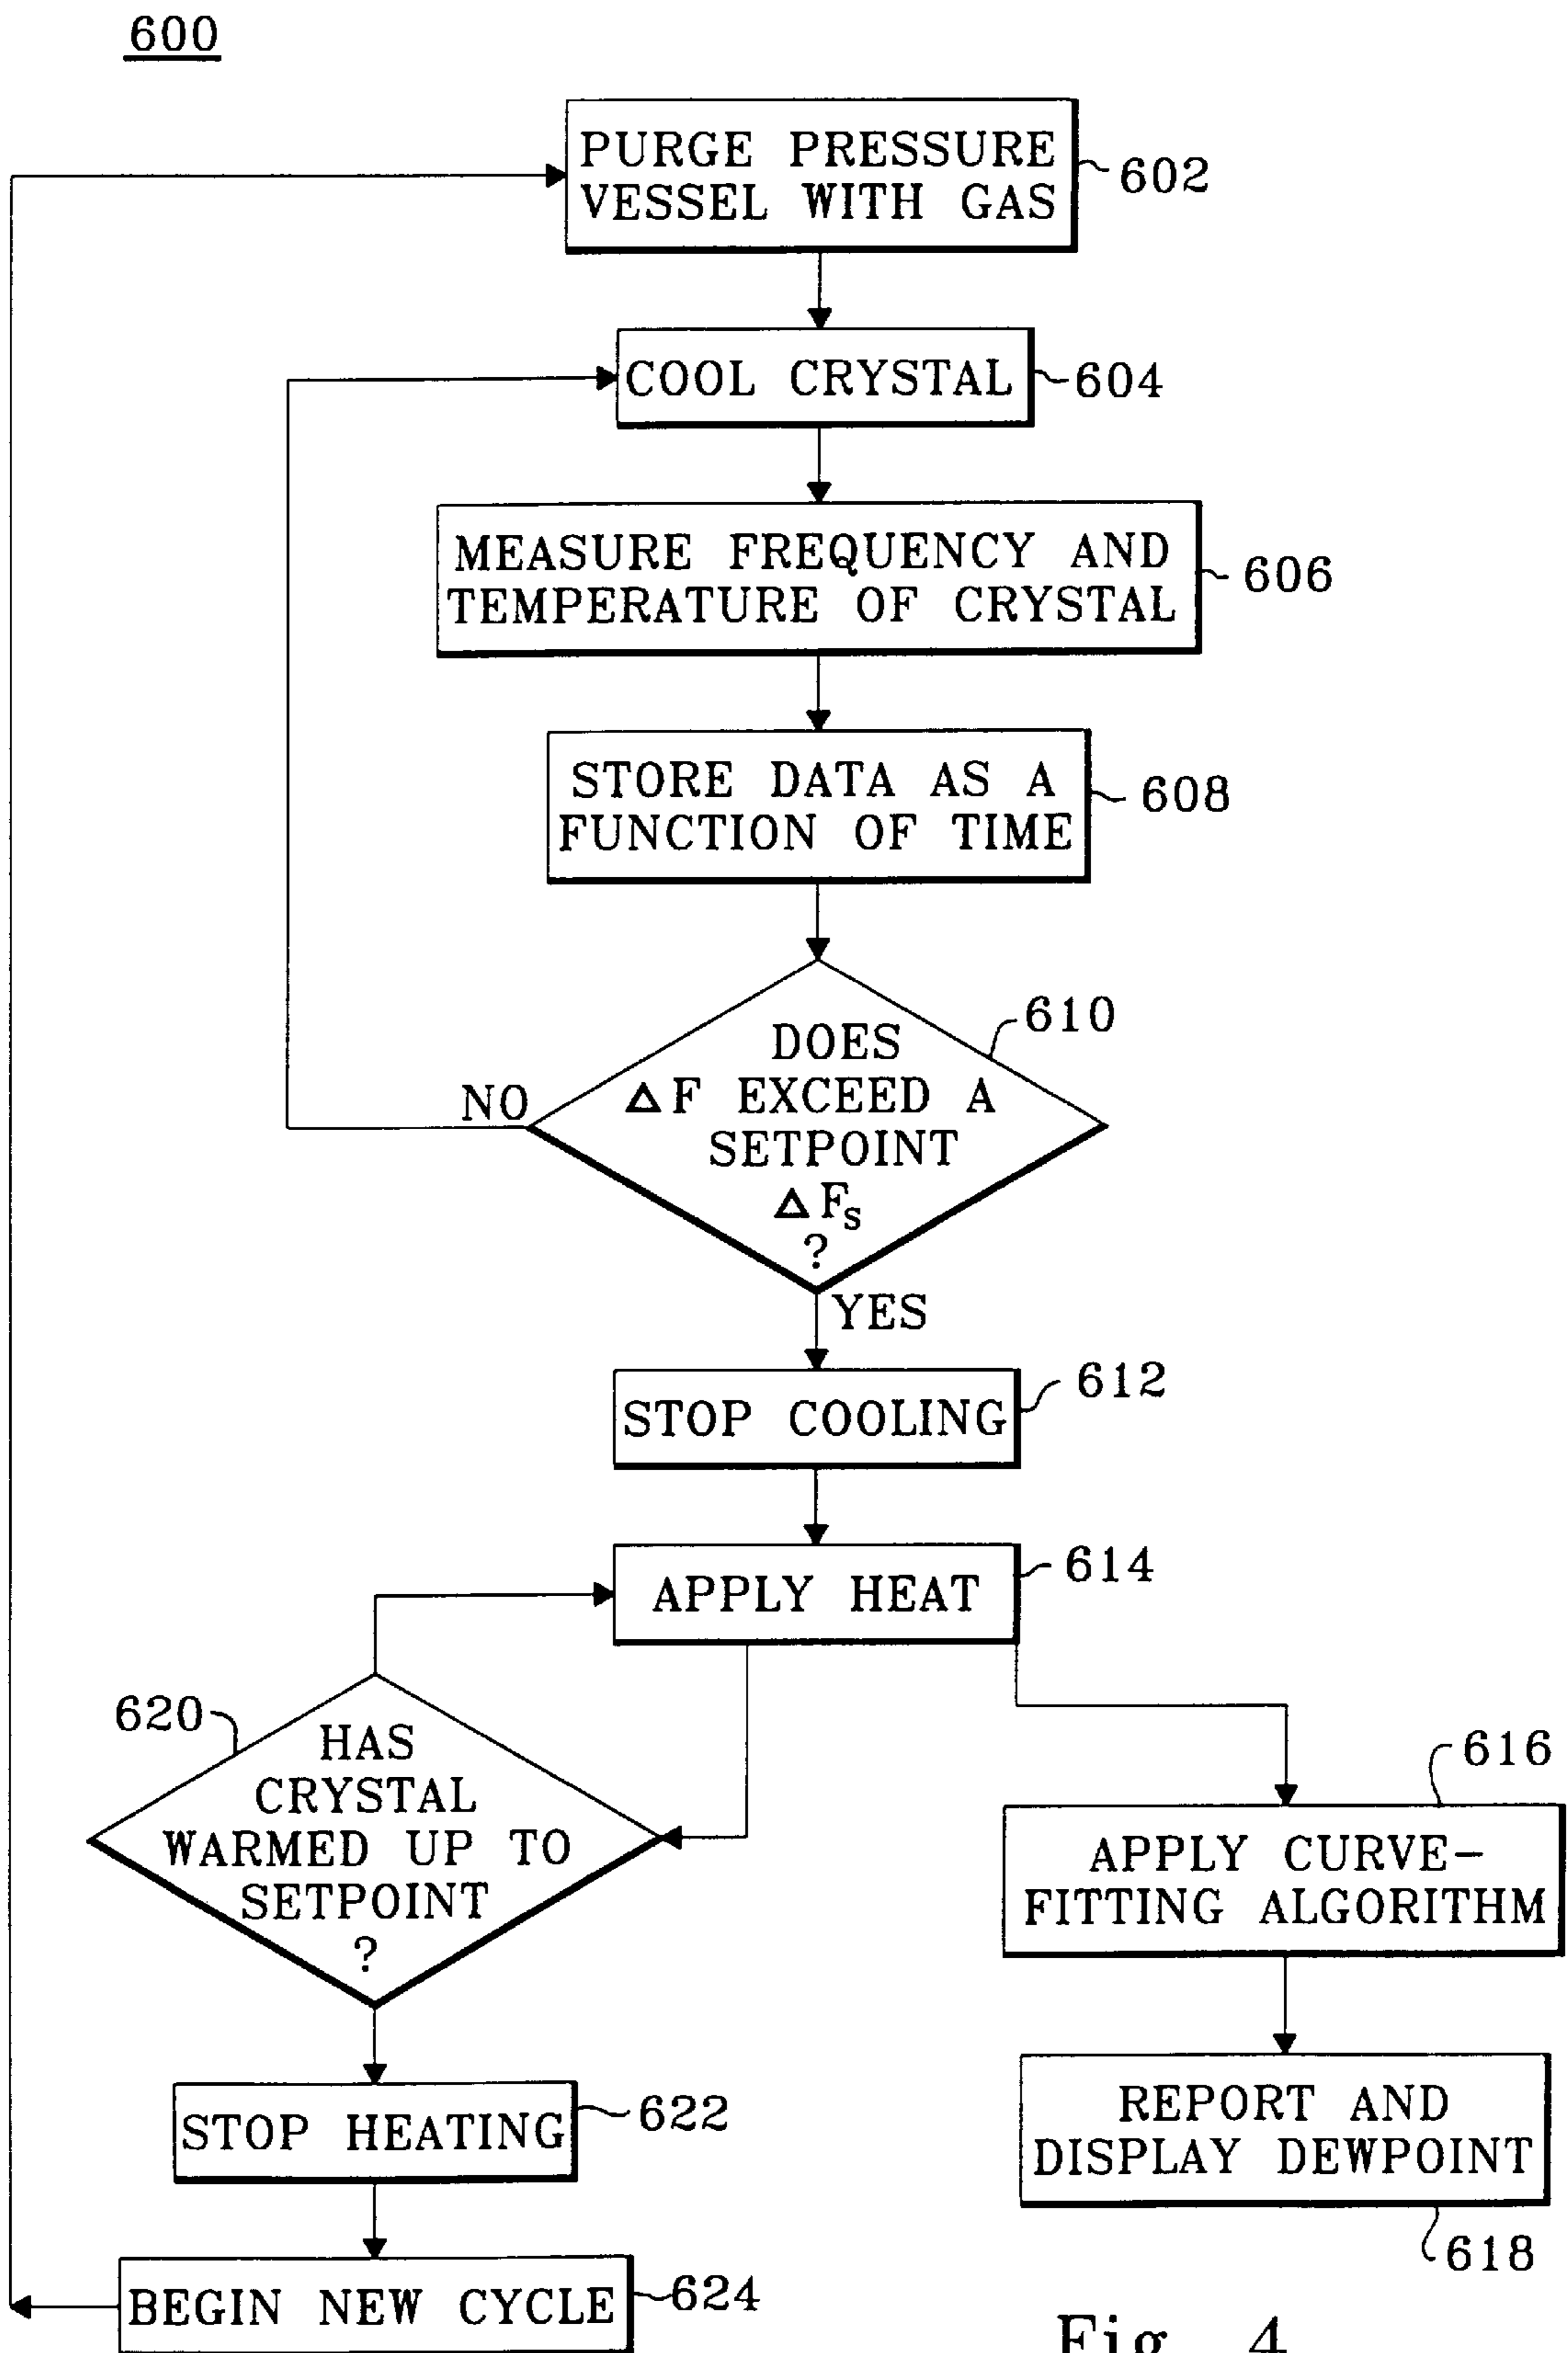 600
PURGE PRESSURE
VESSEL WITH GAS
602
COOL CRYSTAL
604
MEASURE FREQUENCY AND
TEMPERATURE OF CRYSTAL
606
STORE DATA AS A
FUNCTION OF TIME
608
DOES
ΔF EXCEED A
SETPOINT
ΔFs
?
610
NO
YES
STOP COOLING
612
APPLY HEAT
614
620
HAS
CRYSTAL
WARMED UP TO
SETPOINT
?
616
APPLY CURVE-
FITTING ALGORITHM
STOP HEATING
622
REPORT AND
DISPLAY DEWPOINT
618
BEGIN NEW CYCLE
624
Fig. 4